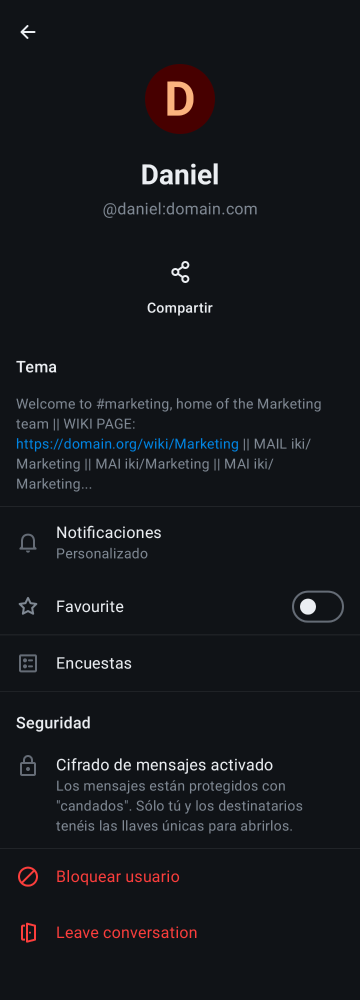 D
Daniel
@daniel:domain.com
Compartir
Tema
Welcome to #marketing, home of the Marketing
team || WIKI PAGE:
https://domain.org/wiki/Marketing || MAIL iki/
Marketing || MAI iki/Marketing || MAI iki/
Marketing...
Notificaciones
Personalizado
Favourite
Encuestas
Seguridad
Cifrado de mensajes activado
Los mensajes están protegidos con
"candados". Sólo tú y los destinatarios
tenéis las llaves únicas para abrirlos.
Bloquear usuario
Leave conversation